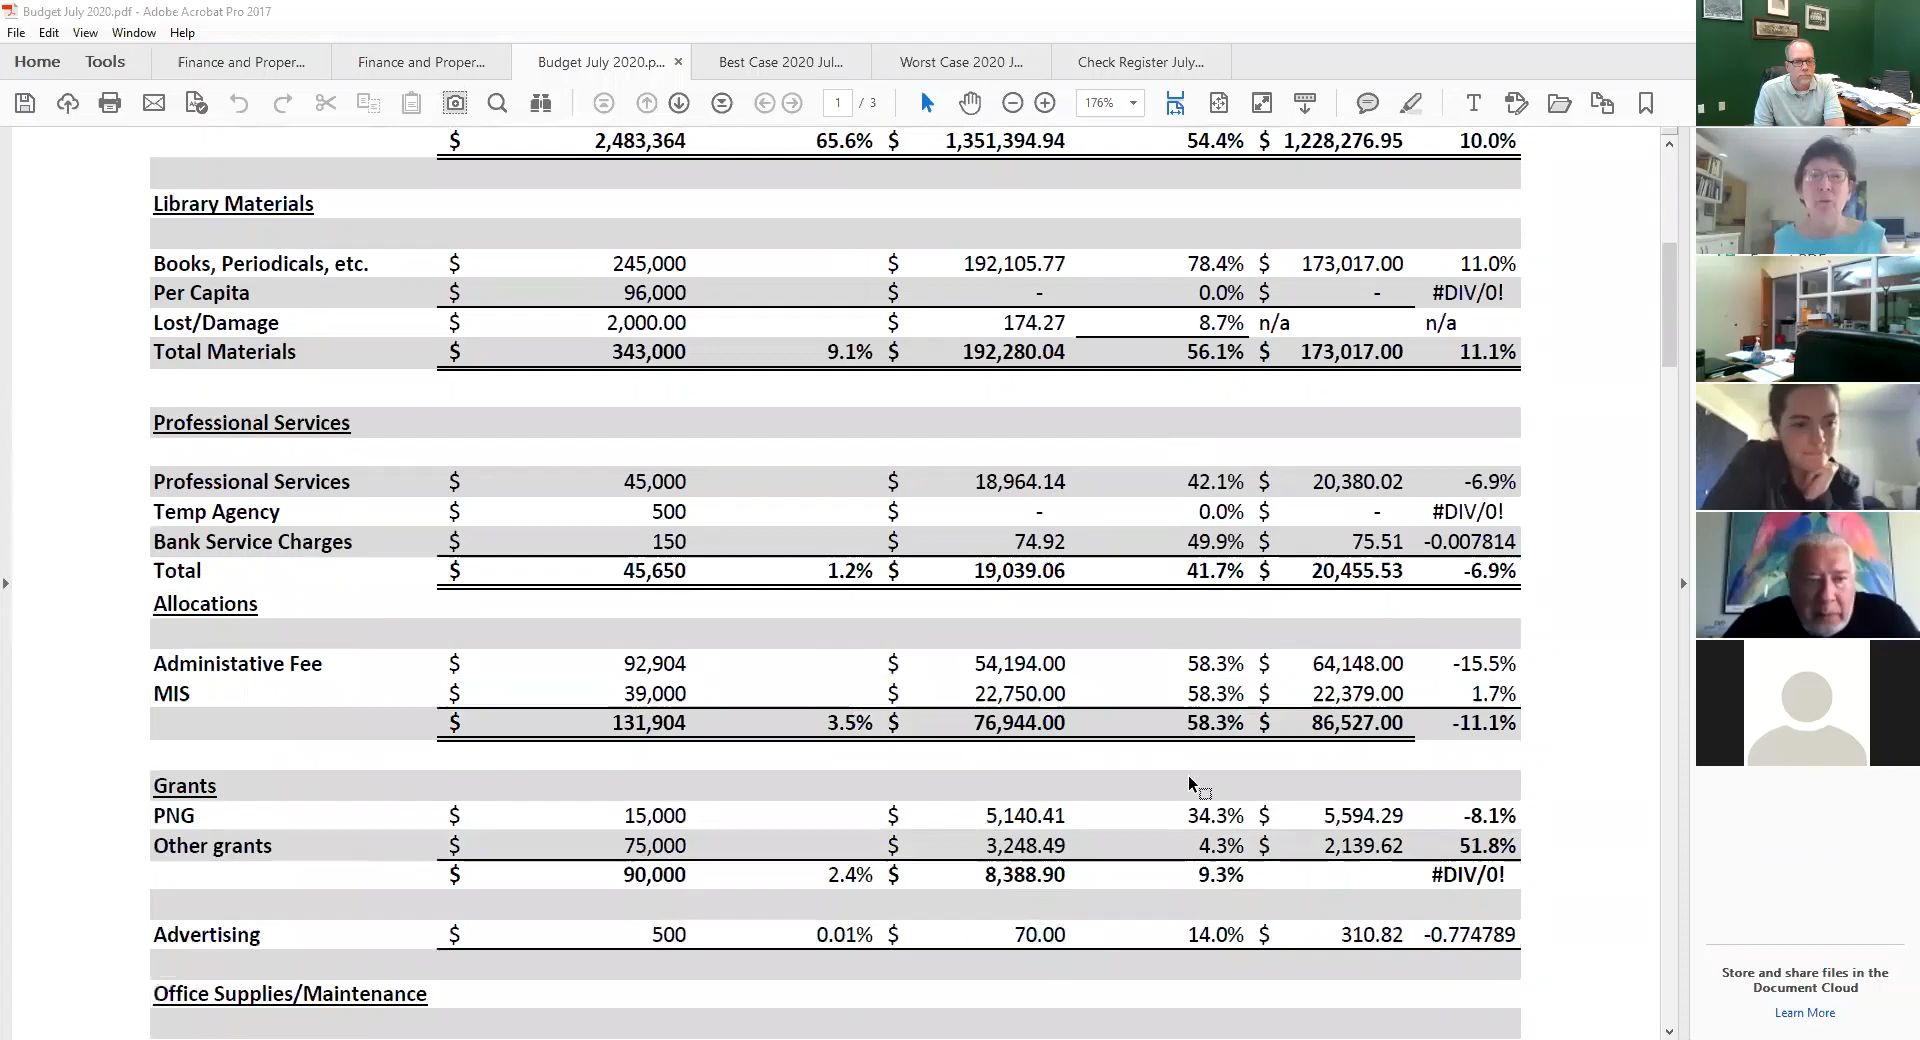 Budget July 2020.pdf - Adobe Acrobat Pro 2017
File Edit View Window Help
Home Tools Finance and Proper... Finance and Proper... Budget July 2020.p... × Best Case 2020 Jul... Worst Case 2020 J... Check Register July...
1 / 3 176%
$ 2,483,364 65.6% $ 1,351,394.94 54.4% $ 1,228,276.95 10.0%
Library Materials
Books, Periodicals, etc. $ 245,000 $ 192,105.77 78.4% $ 173,017.00 11.0%
Per Capita $ 96,000 $ - 0.0% $ - #DIV/0!
Lost/Damage $ 2,000.00 $ 174.27 8.7% n/a n/a
Total Materials $ 343,000 9.1% $ 192,280.04 56.1% $ 173,017.00 11.1%
Professional Services
Professional Services $ 45,000 $ 18,964.14 42.1% $ 20,380.02 -6.9%
Temp Agency $ 500 $ - 0.0% $ - #DIV/0!
Bank Service Charges $ 150 $ 74.92 49.9% $ 75.51 -0.007814
Total $ 45,650 1.2% $ 19,039.06 41.7% $ 20,455.53 -6.9%
Allocations
Administative Fee $ 92,904 $ 54,194.00 58.3% $ 64,148.00 -15.5%
MIS $ 39,000 $ 22,750.00 58.3% $ 22,379.00 1.7%
$ 131,904 3.5% $ 76,944.00 58.3% $ 86,527.00 -11.1%
Grants
PNG $ 15,000 $ 5,140.41 34.3% $ 5,594.29 -8.1%
Other grants $ 75,000 $ 3,248.49 4.3% $ 2,139.62 51.8%
$ 90,000 2.4% $ 8,388.90 9.3% #DIV/0!
Advertising $ 500 0.01% $ 70.00 14.0% $ 310.82 -0.774789
Office Supplies/Maintenance
Store and share files in the
Document Cloud
Learn More